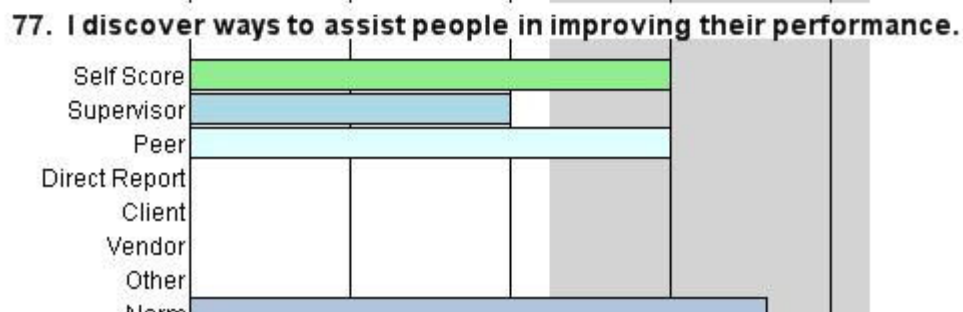 77. I discover ways to assist people in improving their performance.
Self Score
Supervisor
Peer
Direct Report
Client
Vendor
Other
Norm